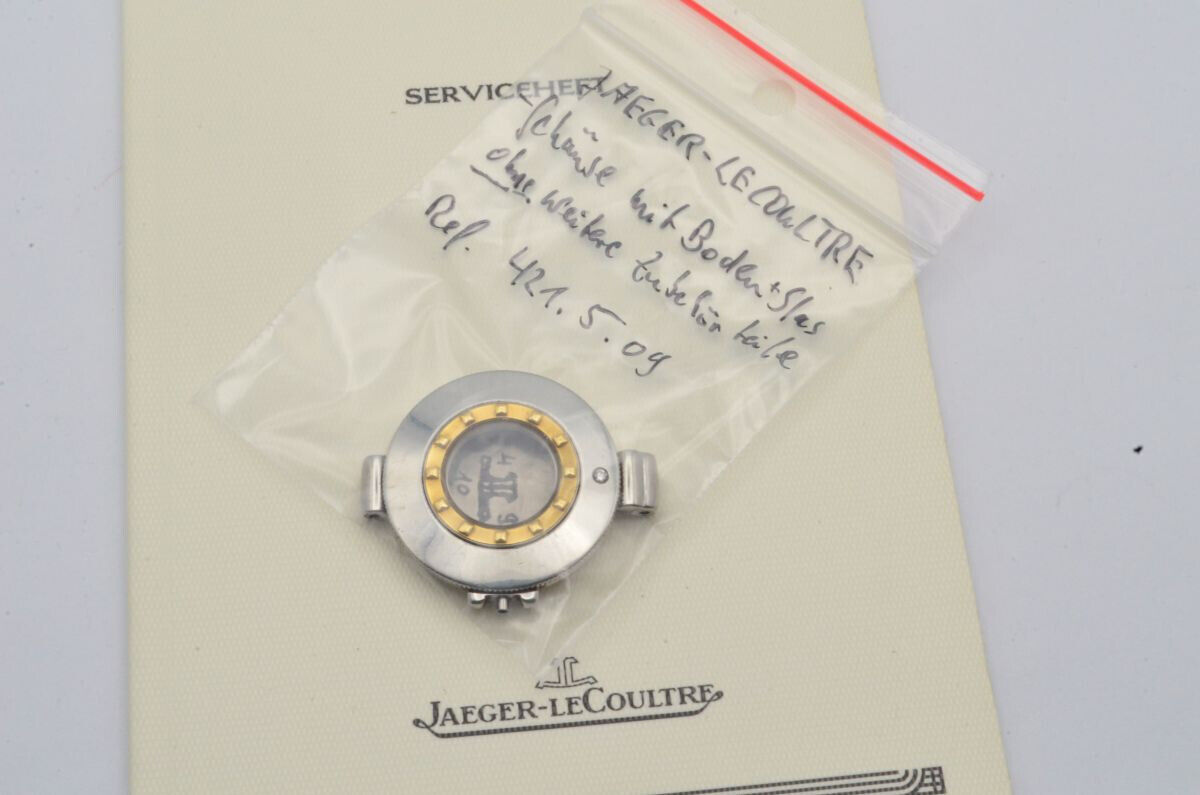 SERVICEHEFT
JAEGER-LECOULTRE
Gehäuse mit Boden + Glas
ohne weitere Zubehörteile
Ref. 421.5.09
JAEGER-LECOULTRE